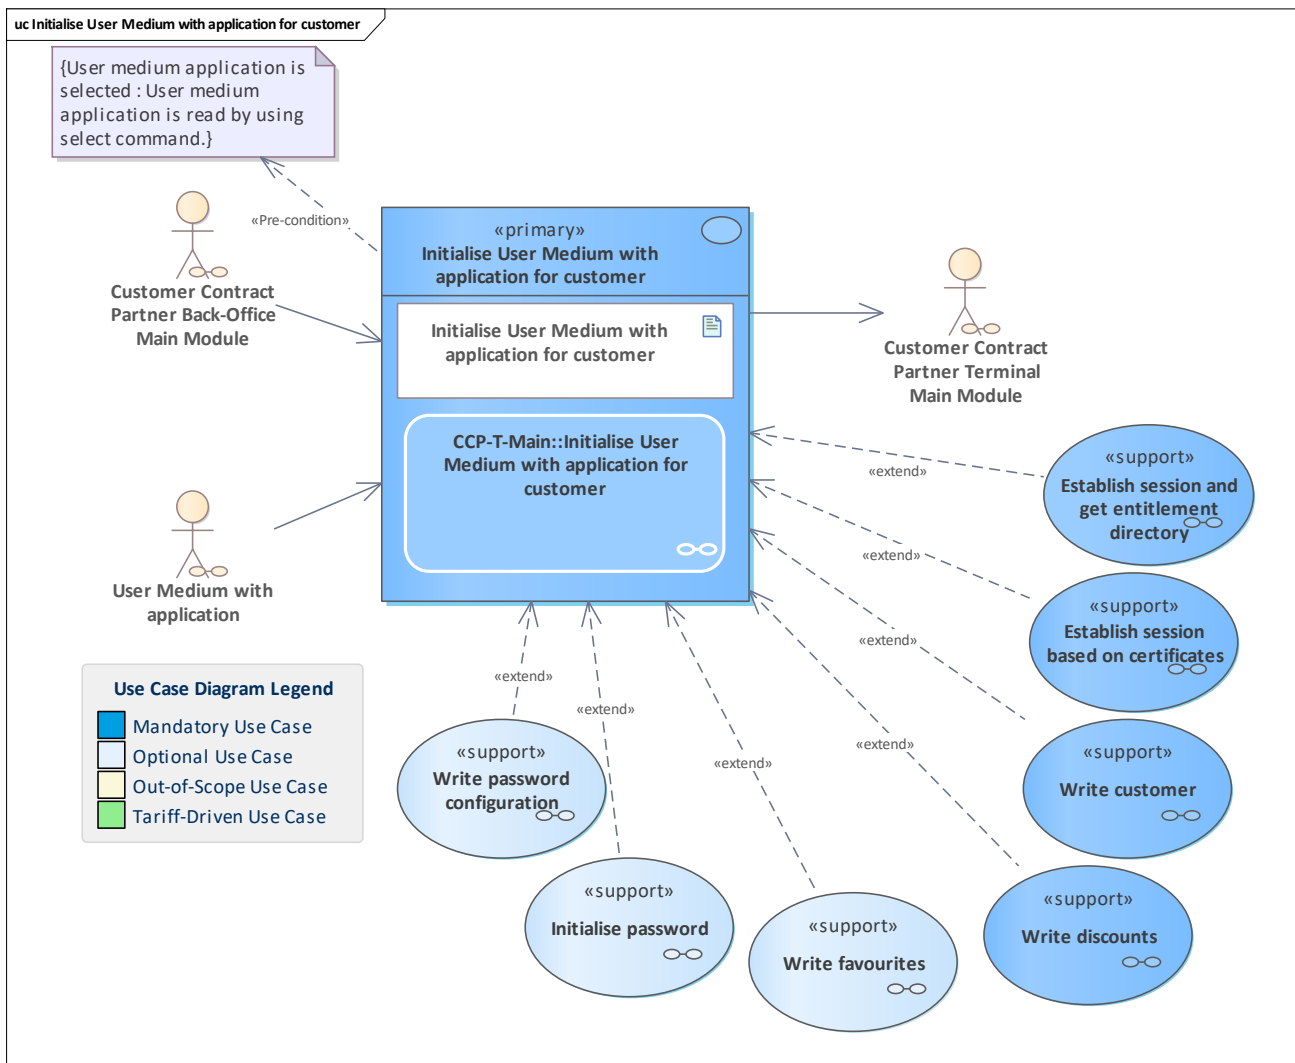 uc Initialise User Medium with application for customer
{User medium application is
selected : User medium
application is read by using
select command.}
«Pre-condition»
«primary»
Initialise User Medium with
application for customer
Initialise User Medium with
application for customer
CCP-T-Main::Initialise User
Medium with application for
customer
Customer Contract
Partner Back-Office
Main Module
Customer Contract
Partner Terminal
Main Module
User Medium with
application
«extend»
«support»
Establish session and
get entitlement
directory
«extend»
«support»
Establish session
based on certificates
«extend»
«support»
Write customer
«extend»
«support»
Write discounts
«extend»
«support»
Write favourites
«extend»
«support»
Initialise password
«extend»
«support»
Write password
configuration
Use Case Diagram Legend
Mandatory Use Case
Optional Use Case
Out-of-Scope Use Case
Tariff-Driven Use Case